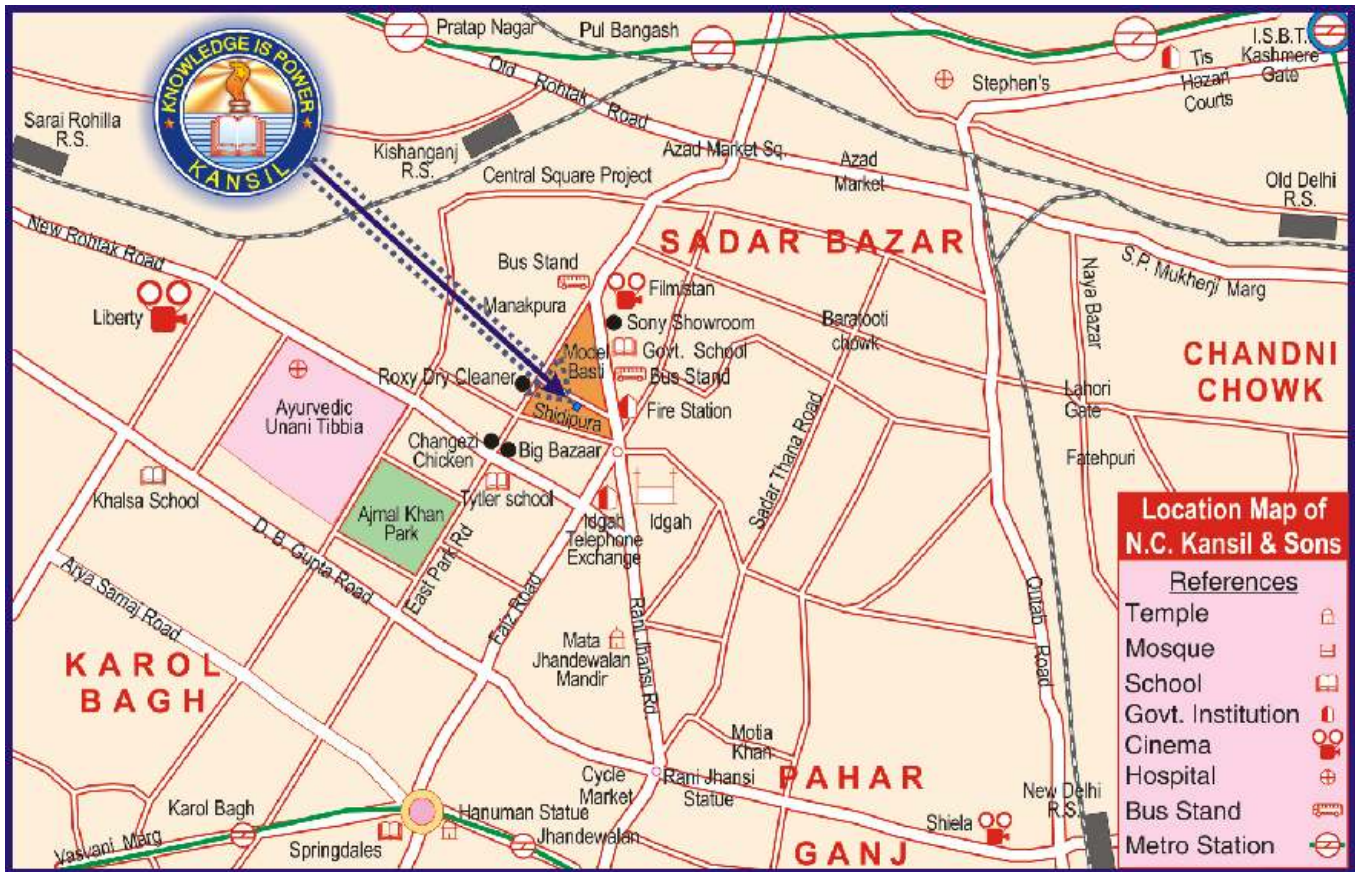 KNOWLEDGE IS POWER
KANSIL
Pratap Nagar
Pul Bangash
I.S.B.T.
Kashmere
Gate
Tis
Hazari
Courts
Stephen's
Old Rohtak Road
Sarai Rohilla
R.S.
Kishanganj
R.S.
Azad Market Sq.
Azad
Market
Central Square Project
Old Delhi
R.S.
New Rohtak Road
SADAR BAZAR
S.P. Mukherji Marg
Naya Bazar
Bus Stand
Manakpura
Filmistan
Liberty
Sony Showroom
Baratooti
chowk
Model
Basti
Govt. School
CHANDNI
CHOWK
Roxy Dry Cleaner
Bus Stand
Lahori
Gate
Ayurvedic
Unani Tibbia
Shidipura
Fire Station
Changezi
Chicken
Big Bazaar
Sadar Thana Road
Fatehpuri
Khalsa School
Tytler school
Ajmal Khan
Park
Idgah
Telephone
Exchange
Idgah
D. B. Gupta Road
East Park Rd
Arya Samaj Road
Faiz Road
Rani Jhansi Rd.
Qutab Road
KAROL
BAGH
Mata
Jhandewalan
Mandir
Motia
Khan
Cycle
Market
Rani Jhansi
Statue
PAHAR
GANJ
New Delhi
R.S.
Karol Bagh
Hanuman Statue
Jhandewalan
Shiela
Vasvani Marg
Springdales
Location Map of
N.C. Kansil & Sons
References
Temple
Mosque
School
Govt. Institution
Cinema
Hospital
Bus Stand
Metro Station